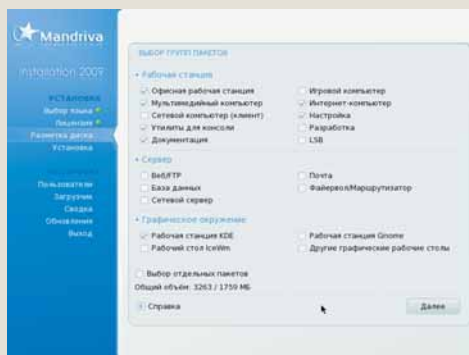 Mandriva
Installation 2009
УСТАНОВКА
Выбор языка
Лицензия
Разметка диска
Установка
Пользователи
Загрузчик
Сводка
Обновления
Выход
ВЫБОР ГРУПП ПАКЕТОВ
Рабочая станция
Офисная рабочая станция
Игровой компьютер
Мультимедийный компьютер
Интернет-компьютер
Сетевой компьютер (клиент)
Настройка
Утилиты для консоли
Разработка
Документация
LSB
Сервер
Веб/FTP
Почта
База данных
Файервол/Маршрутизатор
Сетевой сервер
Графическое окружение
Рабочая станция KDE
Рабочая станция Gnome
Рабочий стол IceWm
Другие графические рабочие столы
Выбор отдельных пакетов
Общий объём: 3263 / 1759 МБ
Справка
Далее